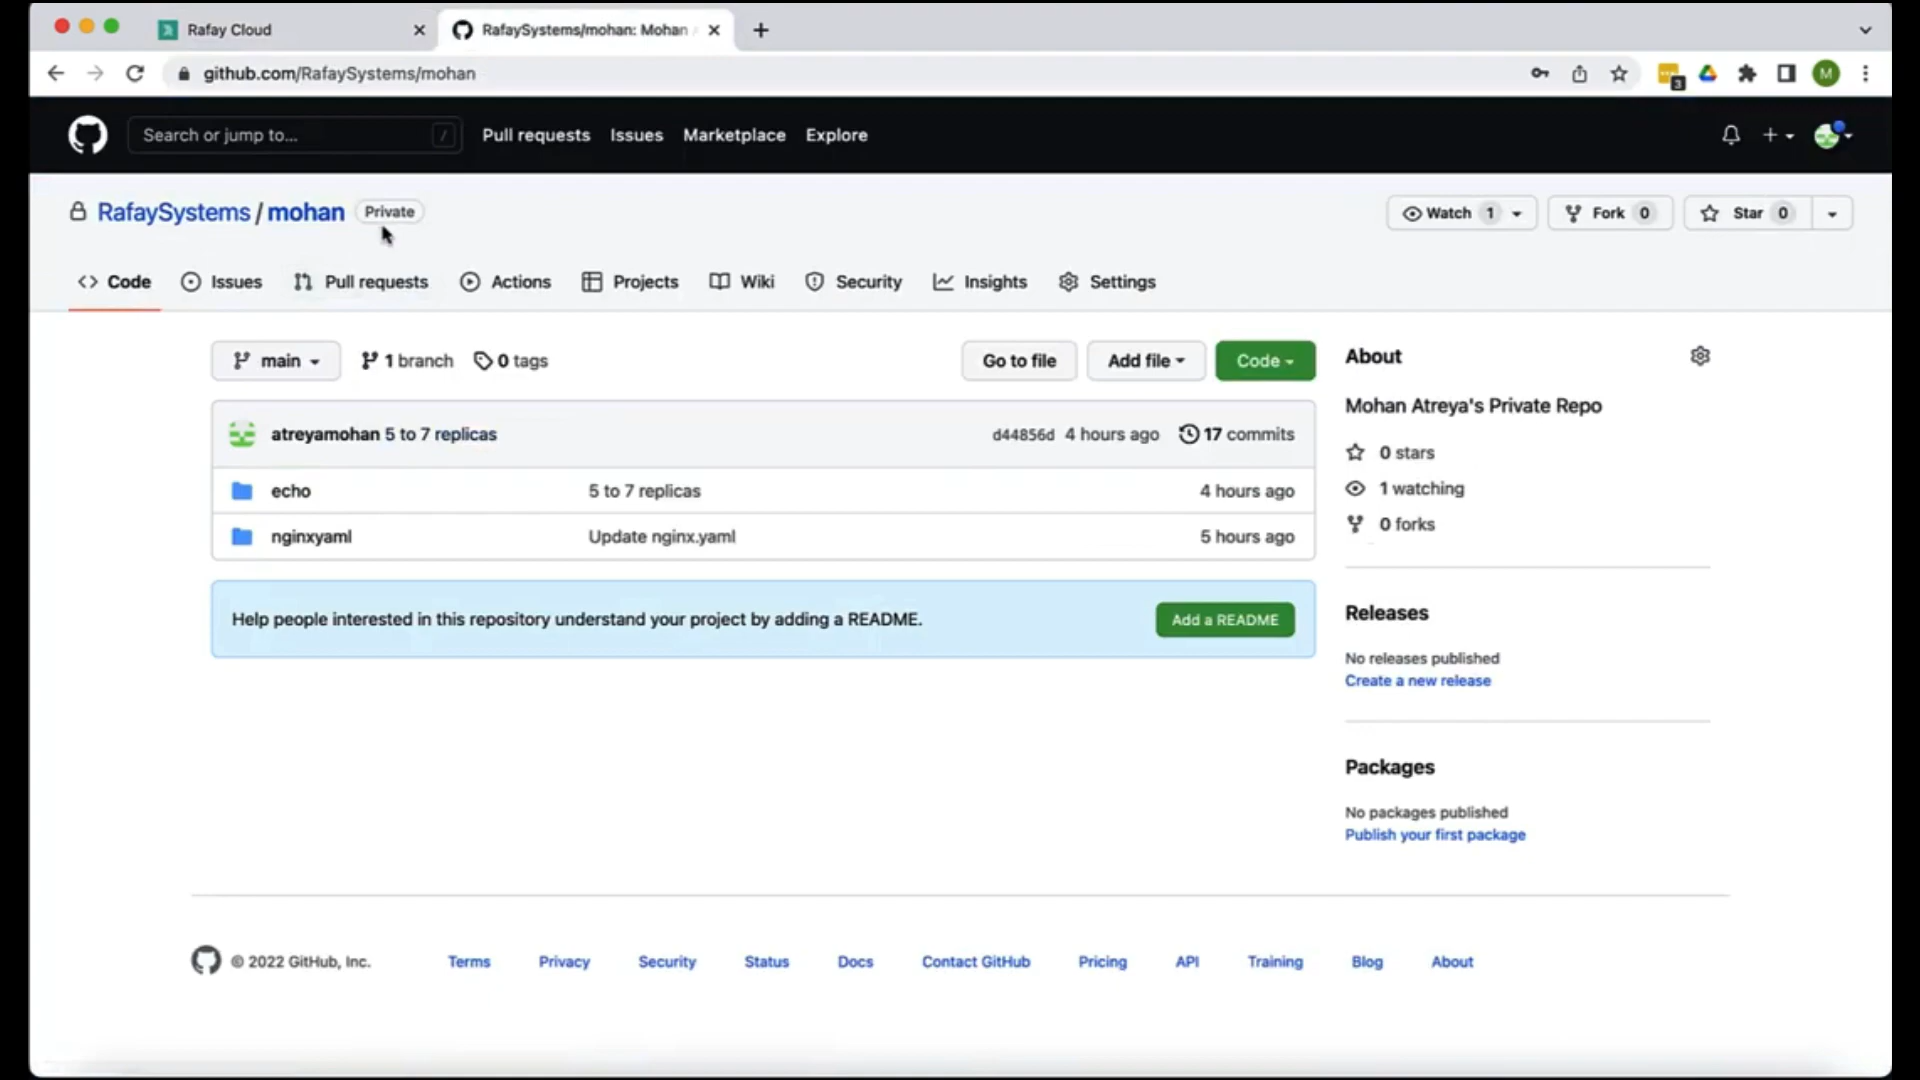 Rafay Cloud
RafaySystems/mohan: Mohan
github.com/RafaySystems/mohan
3
M
Search or jump to...
/
Pull requests Issues Marketplace Explore
RafaySystems / mohan Private
Watch 1
Fork 0
Star 0
Code Issues Pull requests Actions Projects Wiki Security Insights Settings
main
1 branch 0 tags
Go to file
Add file
Code
atreyamohan 5 to 7 replicas d44856d 4 hours ago 17 commits
echo 5 to 7 replicas 4 hours ago
nginxyaml Update nginx.yaml 5 hours ago
Help people interested in this repository understand your project by adding a README.
Add a README
About
Mohan Atreya's Private Repo
0 stars
1 watching
0 forks
Releases
No releases published
Create a new release
Packages
No packages published
Publish your first package
© 2022 GitHub, Inc. Terms Privacy Security Status Docs Contact GitHub Pricing API Training Blog About